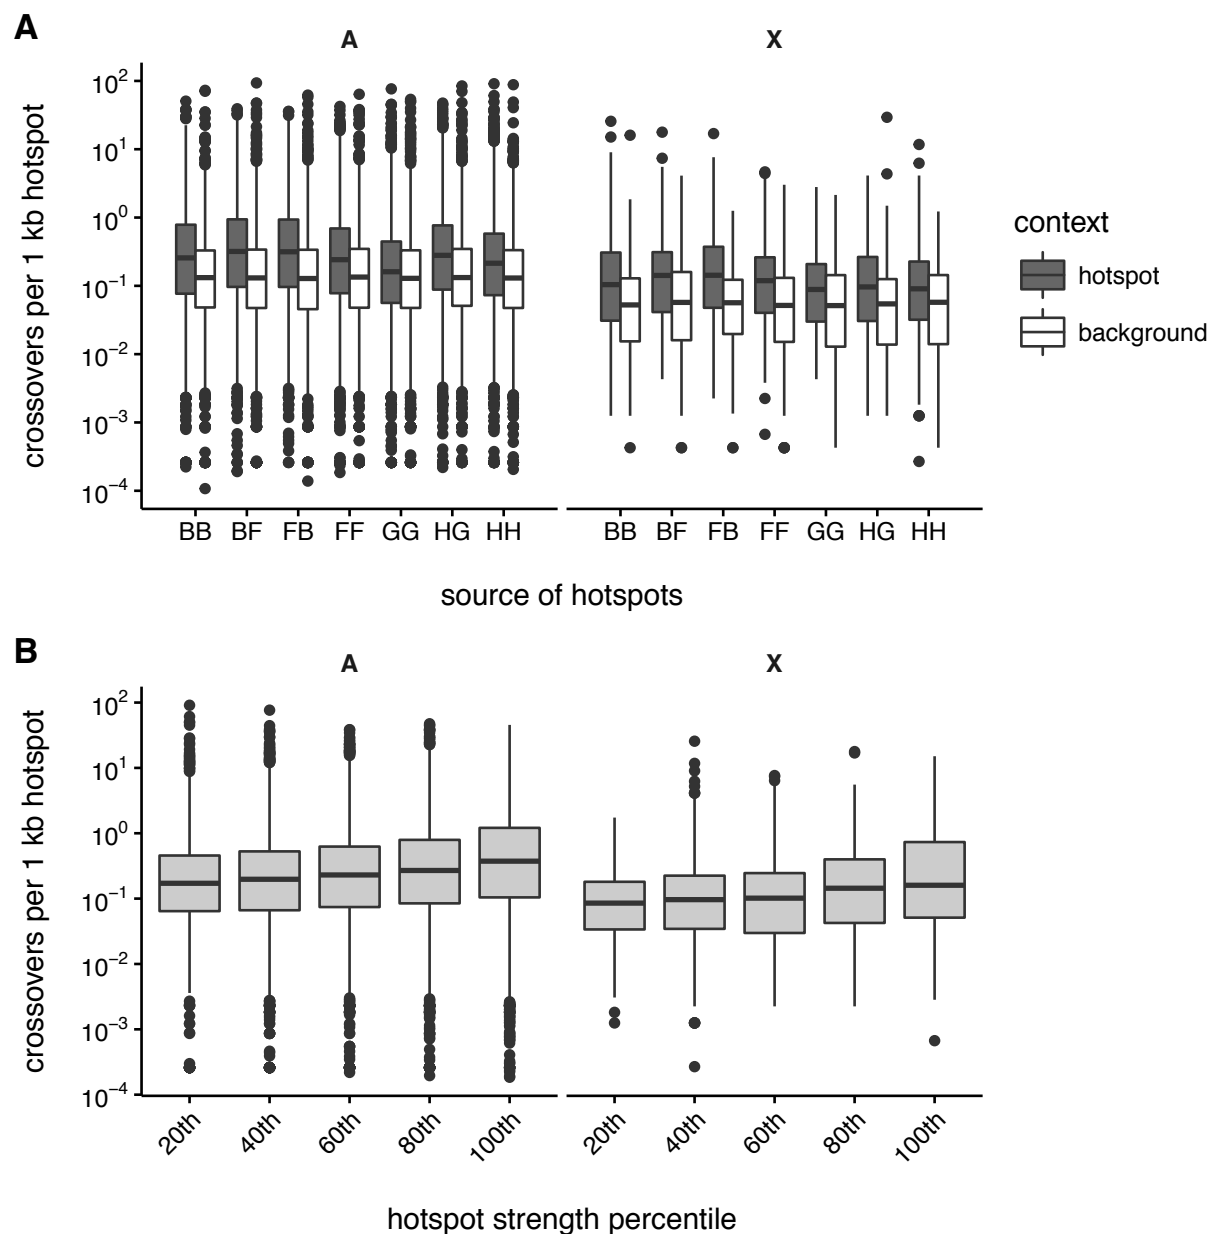 A
A X
crossovers per 1 kb hotspot
10²
10¹
10⁰
10⁻¹
10⁻²
10⁻³
10⁻⁴
BB BF FB FF GG HG HH BB BF FB FF GG HG HH
source of hotspots
context
hotspot
background
B
A X
crossovers per 1 kb hotspot
10²
10¹
10⁰
10⁻¹
10⁻²
10⁻³
10⁻⁴
20th 40th 60th 80th 100th 20th 40th 60th 80th 100th
hotspot strength percentile